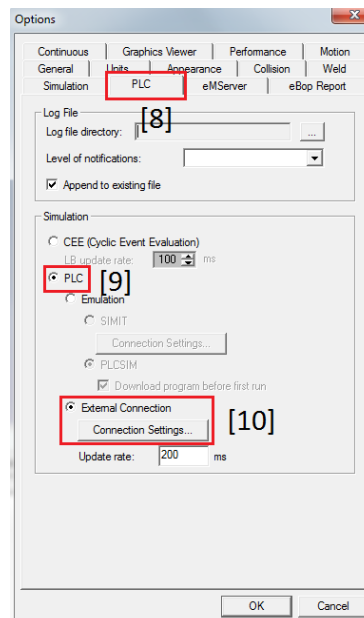 Options
Continuous Graphics Viewer Performance Motion
General Units Appearance Collision Weld
Simulation PLC eMServer eBop Report
[8]
Log File
Log file directory: ...
Level of notifications:
Append to existing file
Simulation
CEE (Cyclic Event Evaluation)
LB update rate: 100 ms
PLC [9]
Emulation
SIMIT
Connection Settings...
PLCSIM
Download program before first run
External Connection
Connection Settings... [10]
Update rate: 200 ms
OK Cancel